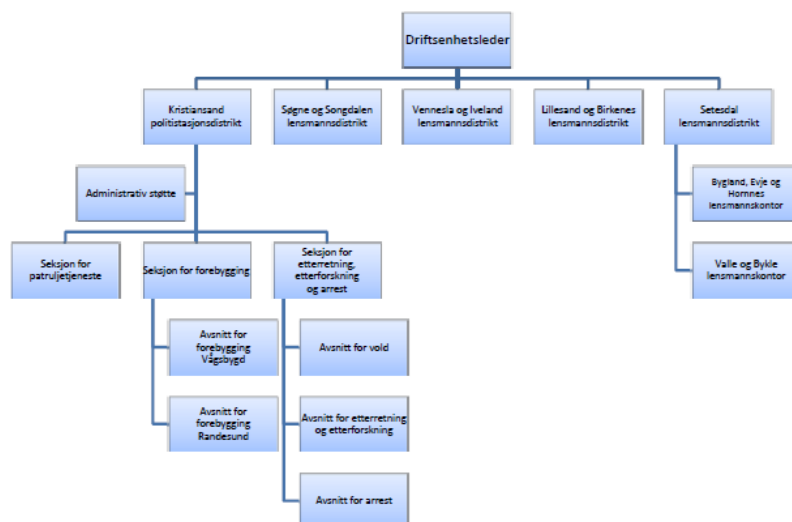 Driftsenhetsleder
Kristiansand
politistasjonsdistrikt
Søgne og Songdalen
lensmannsdistrikt
Vennesla og Iveland
lensmannsdistrikt
Lillesand og Birkenes
lensmannsdistrikt
Setesdal
lensmannsdistrikt
Administrativ støtte
Bygland, Evje og
Hornnes
lensmannskontor
Seksjon for
patruljetjeneste
Seksjon for forebygging
Seksjon for
etterretning,
etterforskning
og arrest
Valle og Bykle
lensmannskontor
Avsnitt for
forebygging
Vågsbygd
Avsnitt for vold
Avsnitt for
forebygging
Randesund
Avsnitt for etterretning
og etterforskning
Avsnitt for arrest